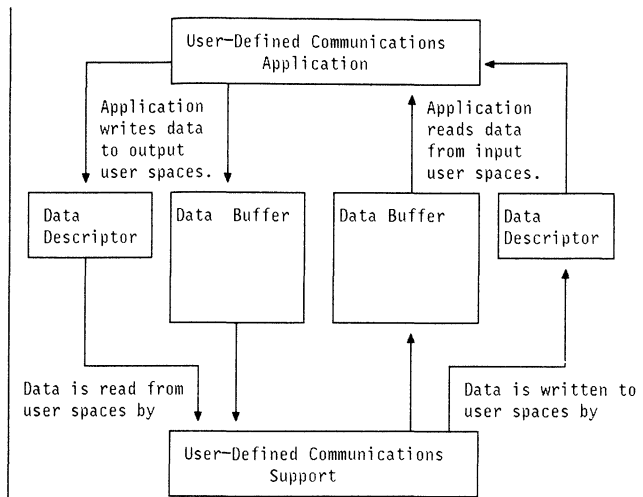 User-Defined Communications
Application
Application
writes data
to output
user spaces.
Application
reads data
from input
user spaces.
Data
Descriptor
Data Buffer
Data Buffer
Data
Descriptor
Data is read from
user spaces by
Data is written to
user spaces by
User-Defined Communications
Support